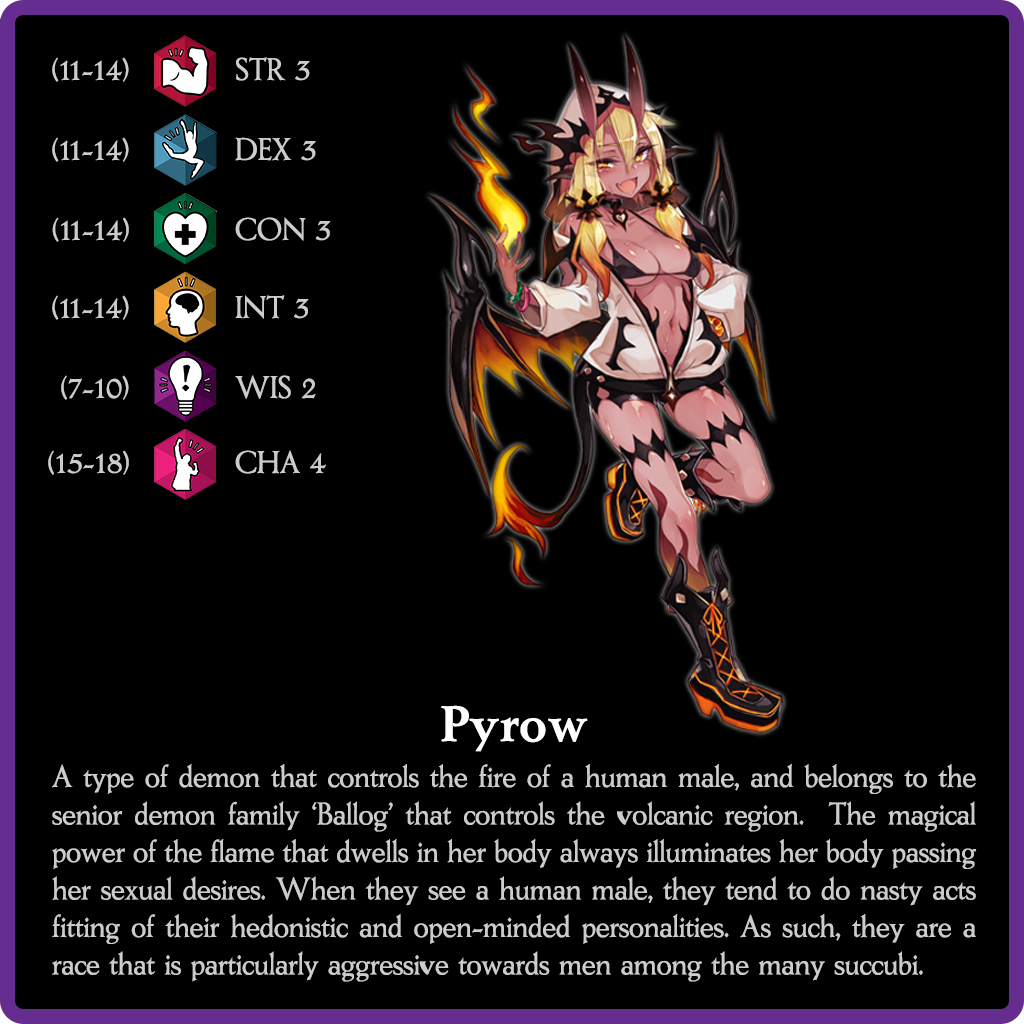 (11-14) STR 3
(11-14) DEX 3
(11-14) CON 3
(11-14) INT 3
(7-10) WIS 2
(15-18) CHA 4
Pyrow
A type of demon that controls the fire of a human male, and belongs to the
senior demon family ‘Ballog’ that controls the volcanic region.  The magical
power of the flame that dwells in her body always illuminates her body passing
her sexual desires. When they see a human male, they tend to do nasty acts
fitting of their hedonistic and open-minded personalities. As such, they are a
race that is particularly aggressive towards men among the many succubi.